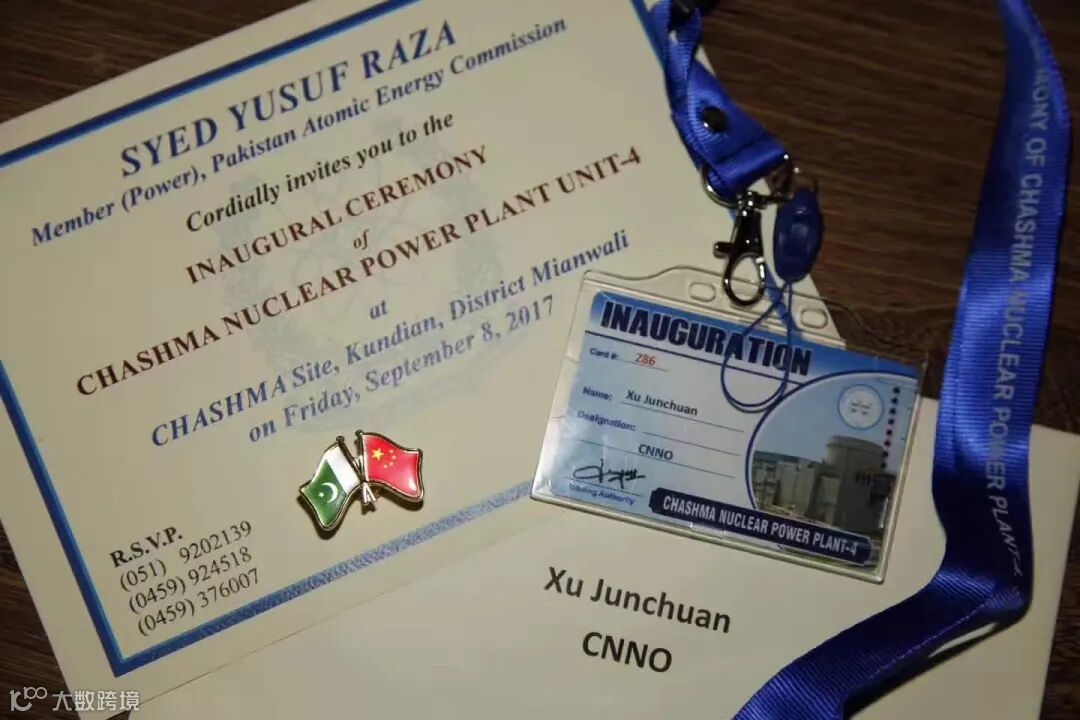 SYED YUSUF RAZA
Member (Power), Pakistan Atomic Energy Commission
Cordially invites you to the
INAUGURAL CEREMONY
of
CHASHMA NUCLEAR POWER PLANT UNIT-4
at
CHASHMA Site, Kundian, District Mianwali
on Friday, September 8, 2017
R.S.V.P.
(051) 9202139
(0459) 924518
(0459) 376007
INAUGURATION
Card #: 286
Name: Xu Junchuan
Designation:
CNNO
Issuing Authority
CHASHMA NUCLEAR POWER PLANT-4
Xu Junchuan
CNNO
OF CHASHMA NUCLEAR POWER PLANT
大数跨境